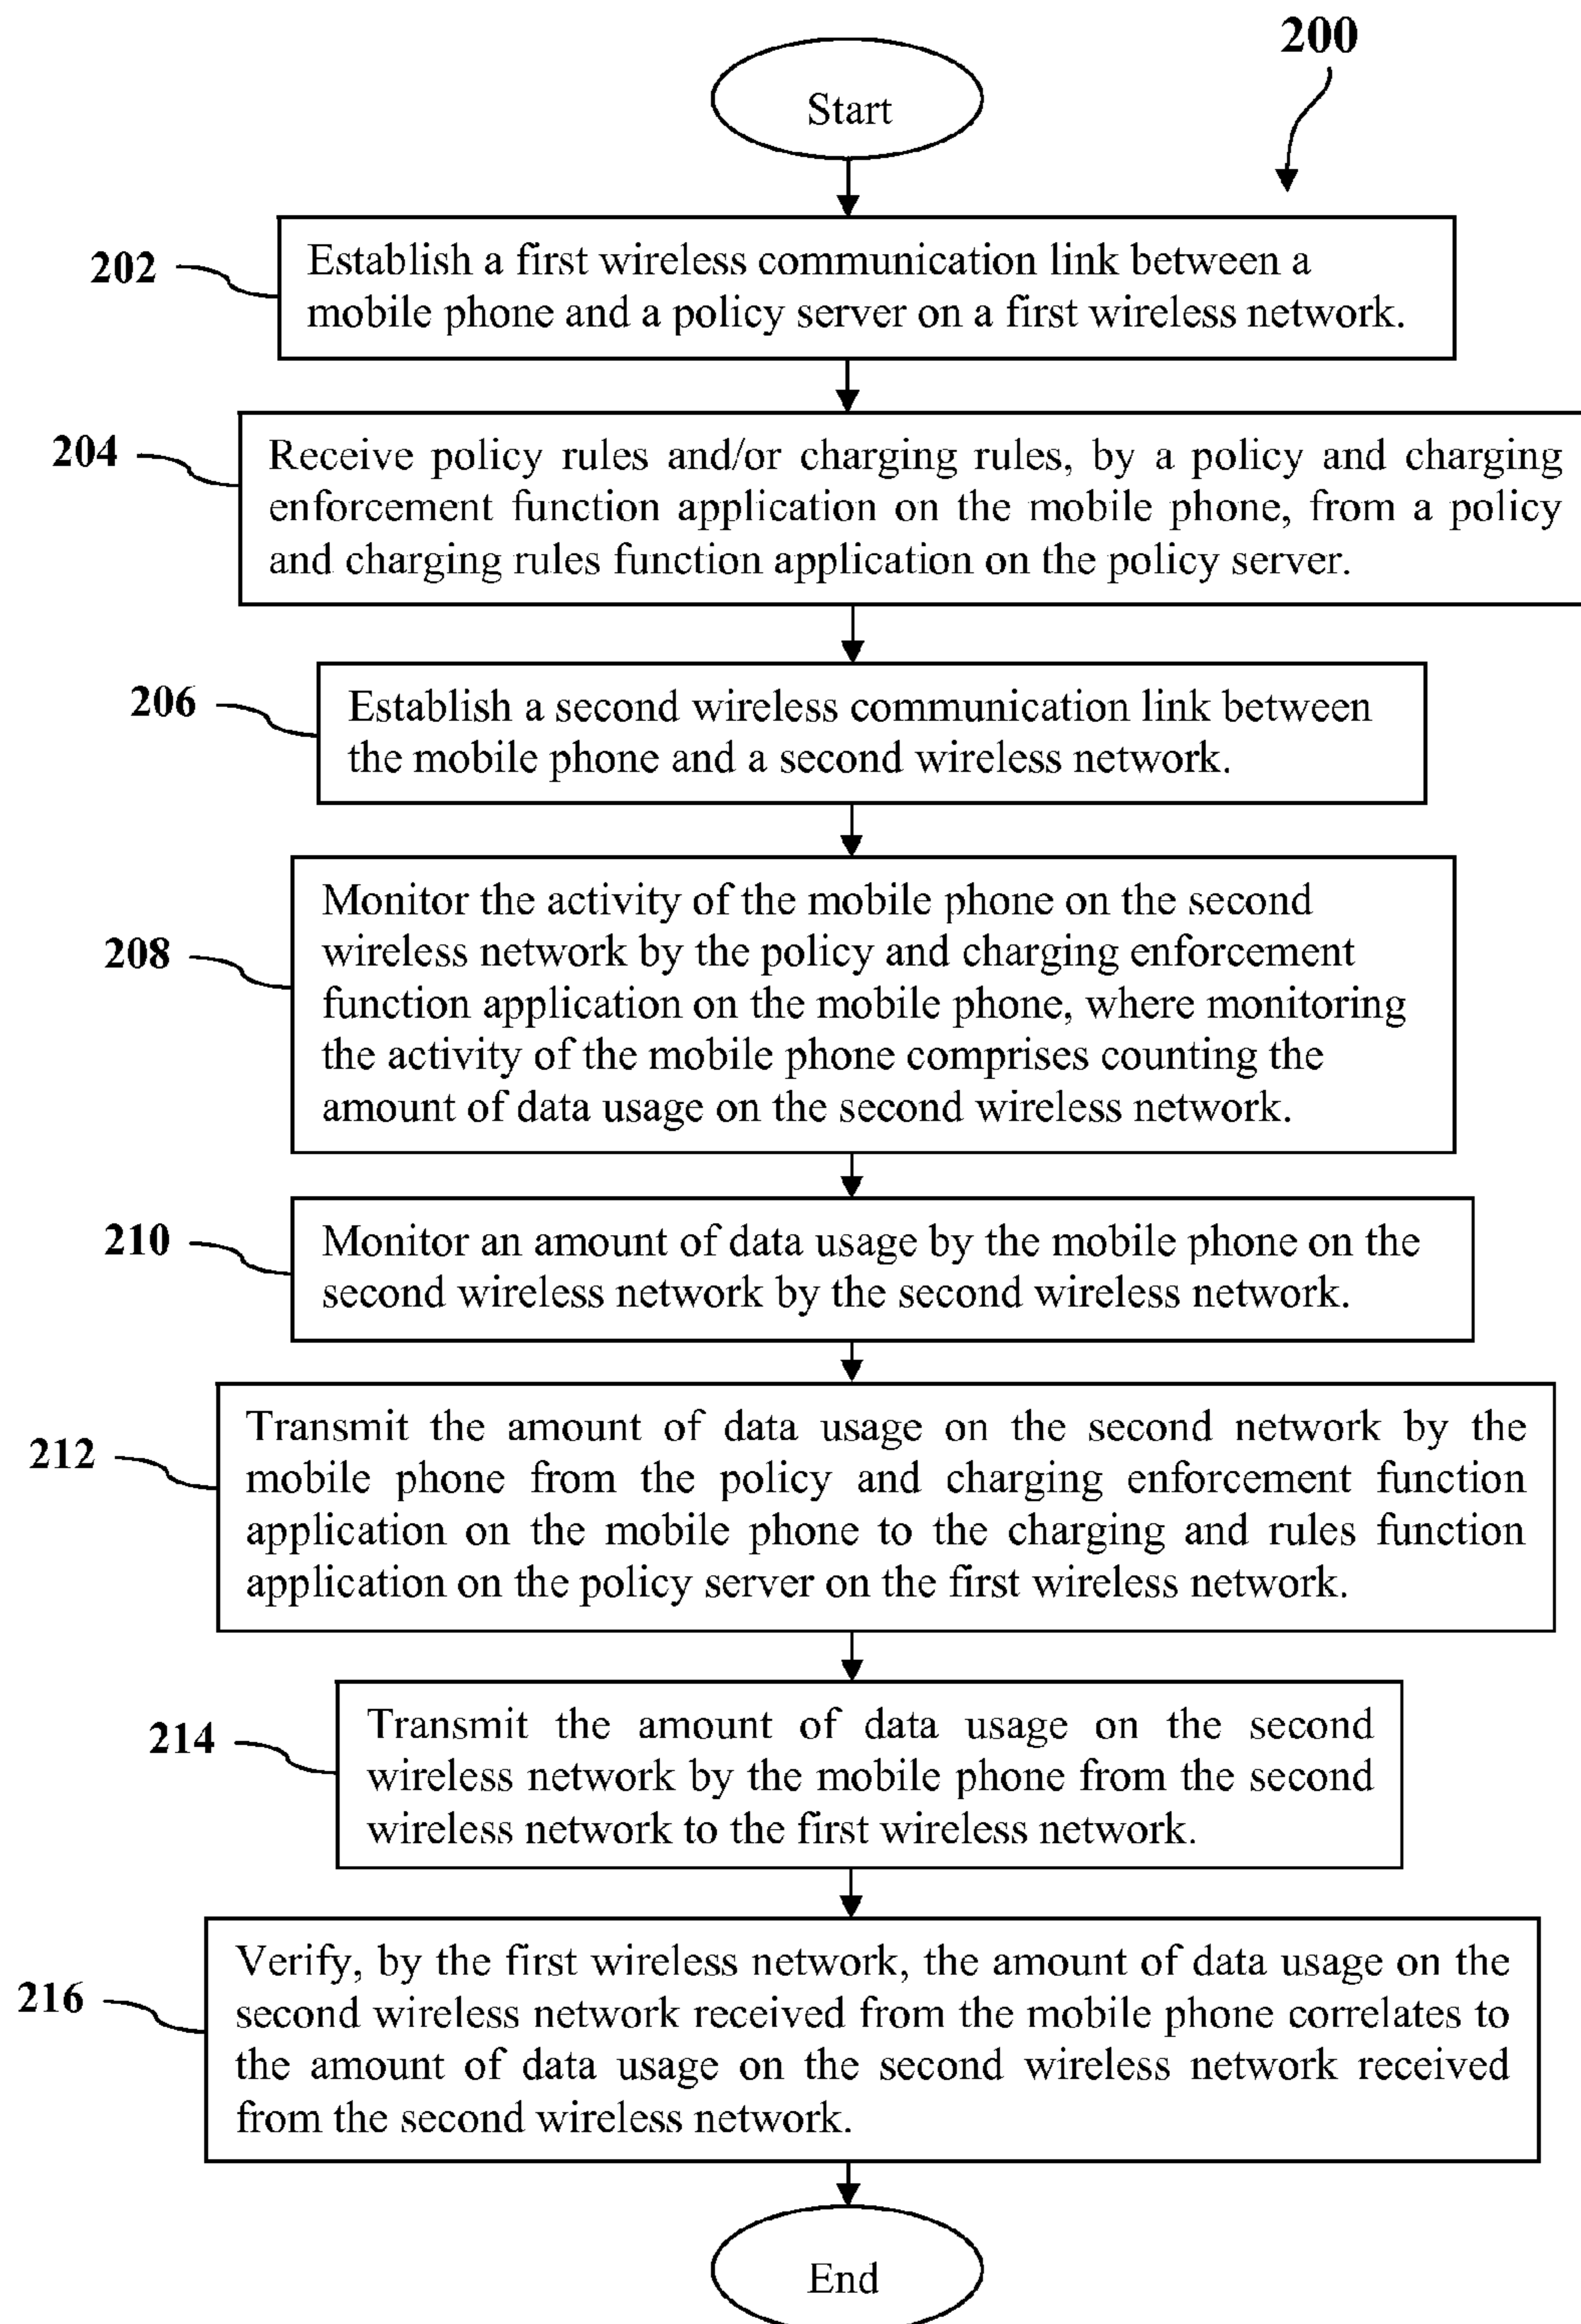 200
Start
202
Establish a first wireless communication link between a
mobile phone and a policy server on a first wireless network.
204
Receive policy rules and/or charging rules, by a policy and charging
enforcement function application on the mobile phone, from a policy
and charging rules function application on the policy server.
206
Establish a second wireless communication link between
the mobile phone and a second wireless network.
208
Monitor the activity of the mobile phone on the second
wireless network by the policy and charging enforcement
function application on the mobile phone, where monitoring
the activity of the mobile phone comprises counting the
amount of data usage on the second wireless network.
210
Monitor an amount of data usage by the mobile phone on the
second wireless network by the second wireless network.
212
Transmit the amount of data usage on the second network by the
mobile phone from the policy and charging enforcement function
application on the mobile phone to the charging and rules function
application on the policy server on the first wireless network.
214
Transmit the amount of data usage on the second
wireless network by the mobile phone from the second
wireless network to the first wireless network.
216
Verify, by the first wireless network, the amount of data usage on the
second wireless network received from the mobile phone correlates to
the amount of data usage on the second wireless network received
from the second wireless network.
End